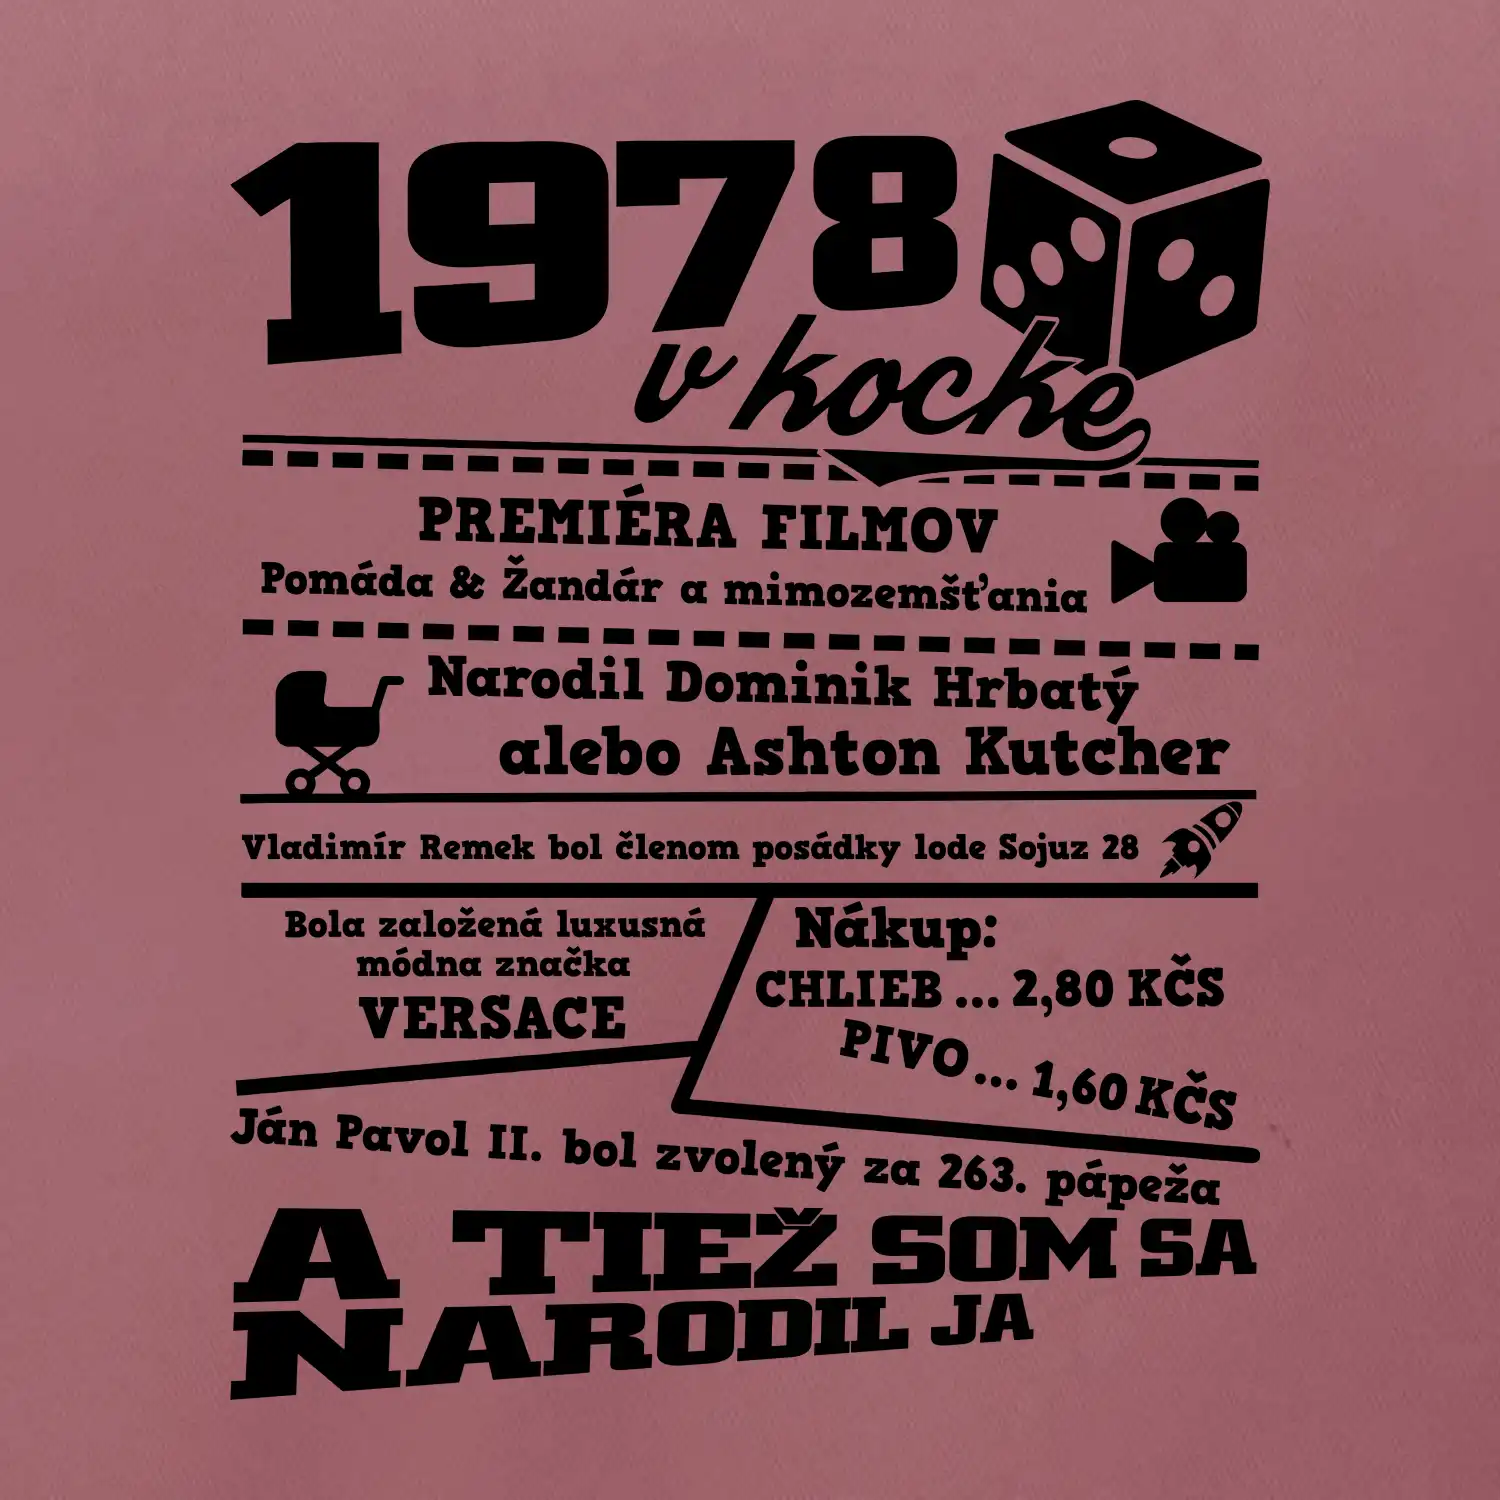 1978
v kocke
PREMIÉRA FILMOV
Pomáda & Žandár a mimozemšťania
Narodil Dominik Hrbatý
alebo Ashton Kutcher
Vladimír Remek bol členom posádky lode Sojuz 28
Bola založená luxusná
módna značka
VERSACE
Nákup:
CHLIEB ... 2,80 KČS
PIVO ... 1,60 KČS
Ján Pavol II. bol zvolený za 263. pápeža
A TIEŽ SOM SA
NARODIL JA